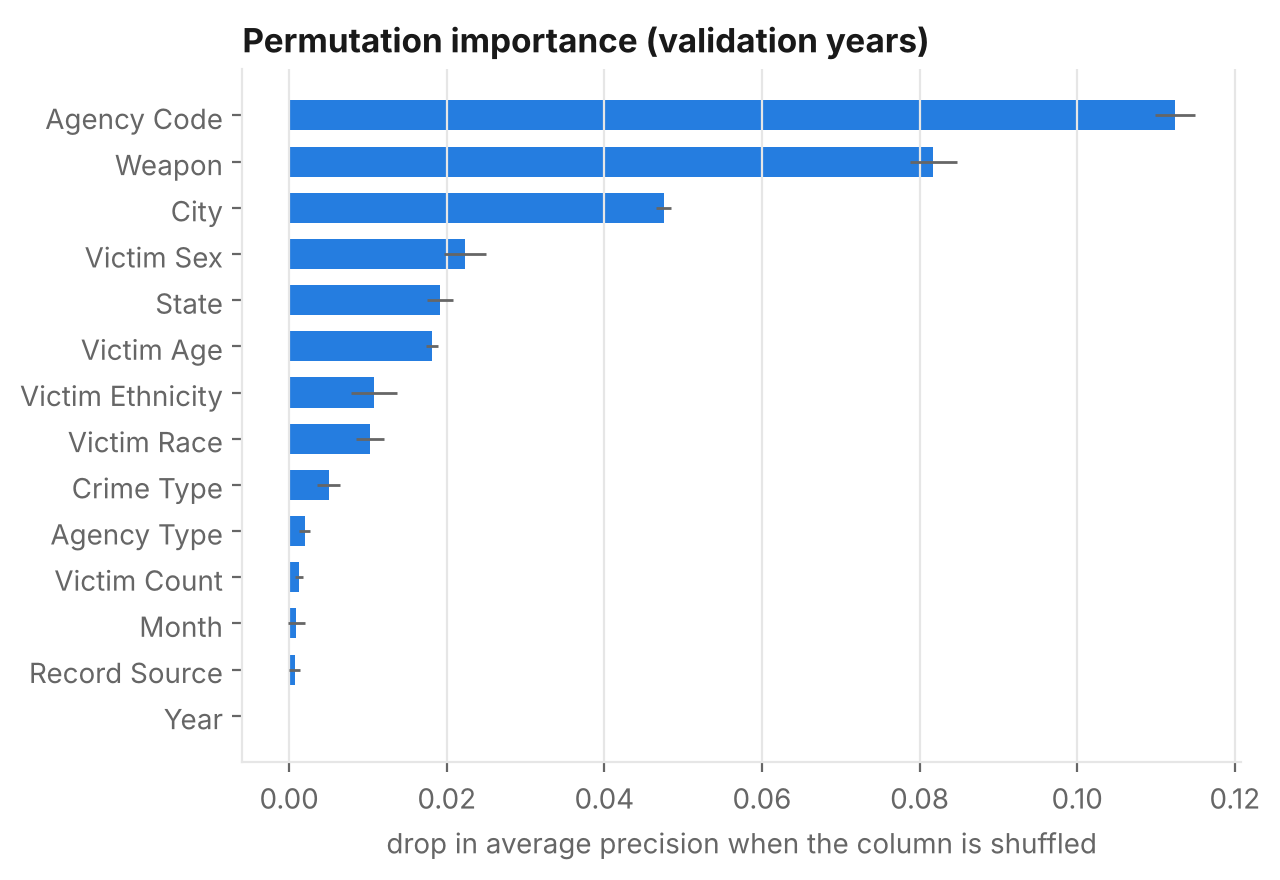 Permutation importance (validation years)
Agency Code
Weapon
City
Victim Sex
State
Victim Age
Victim Ethnicity
Victim Race
Crime Type
Agency Type
Victim Count
Month
Record Source
Year
0.00 0.02 0.04 0.06 0.08 0.10 0.12
drop in average precision when the column is shuffled